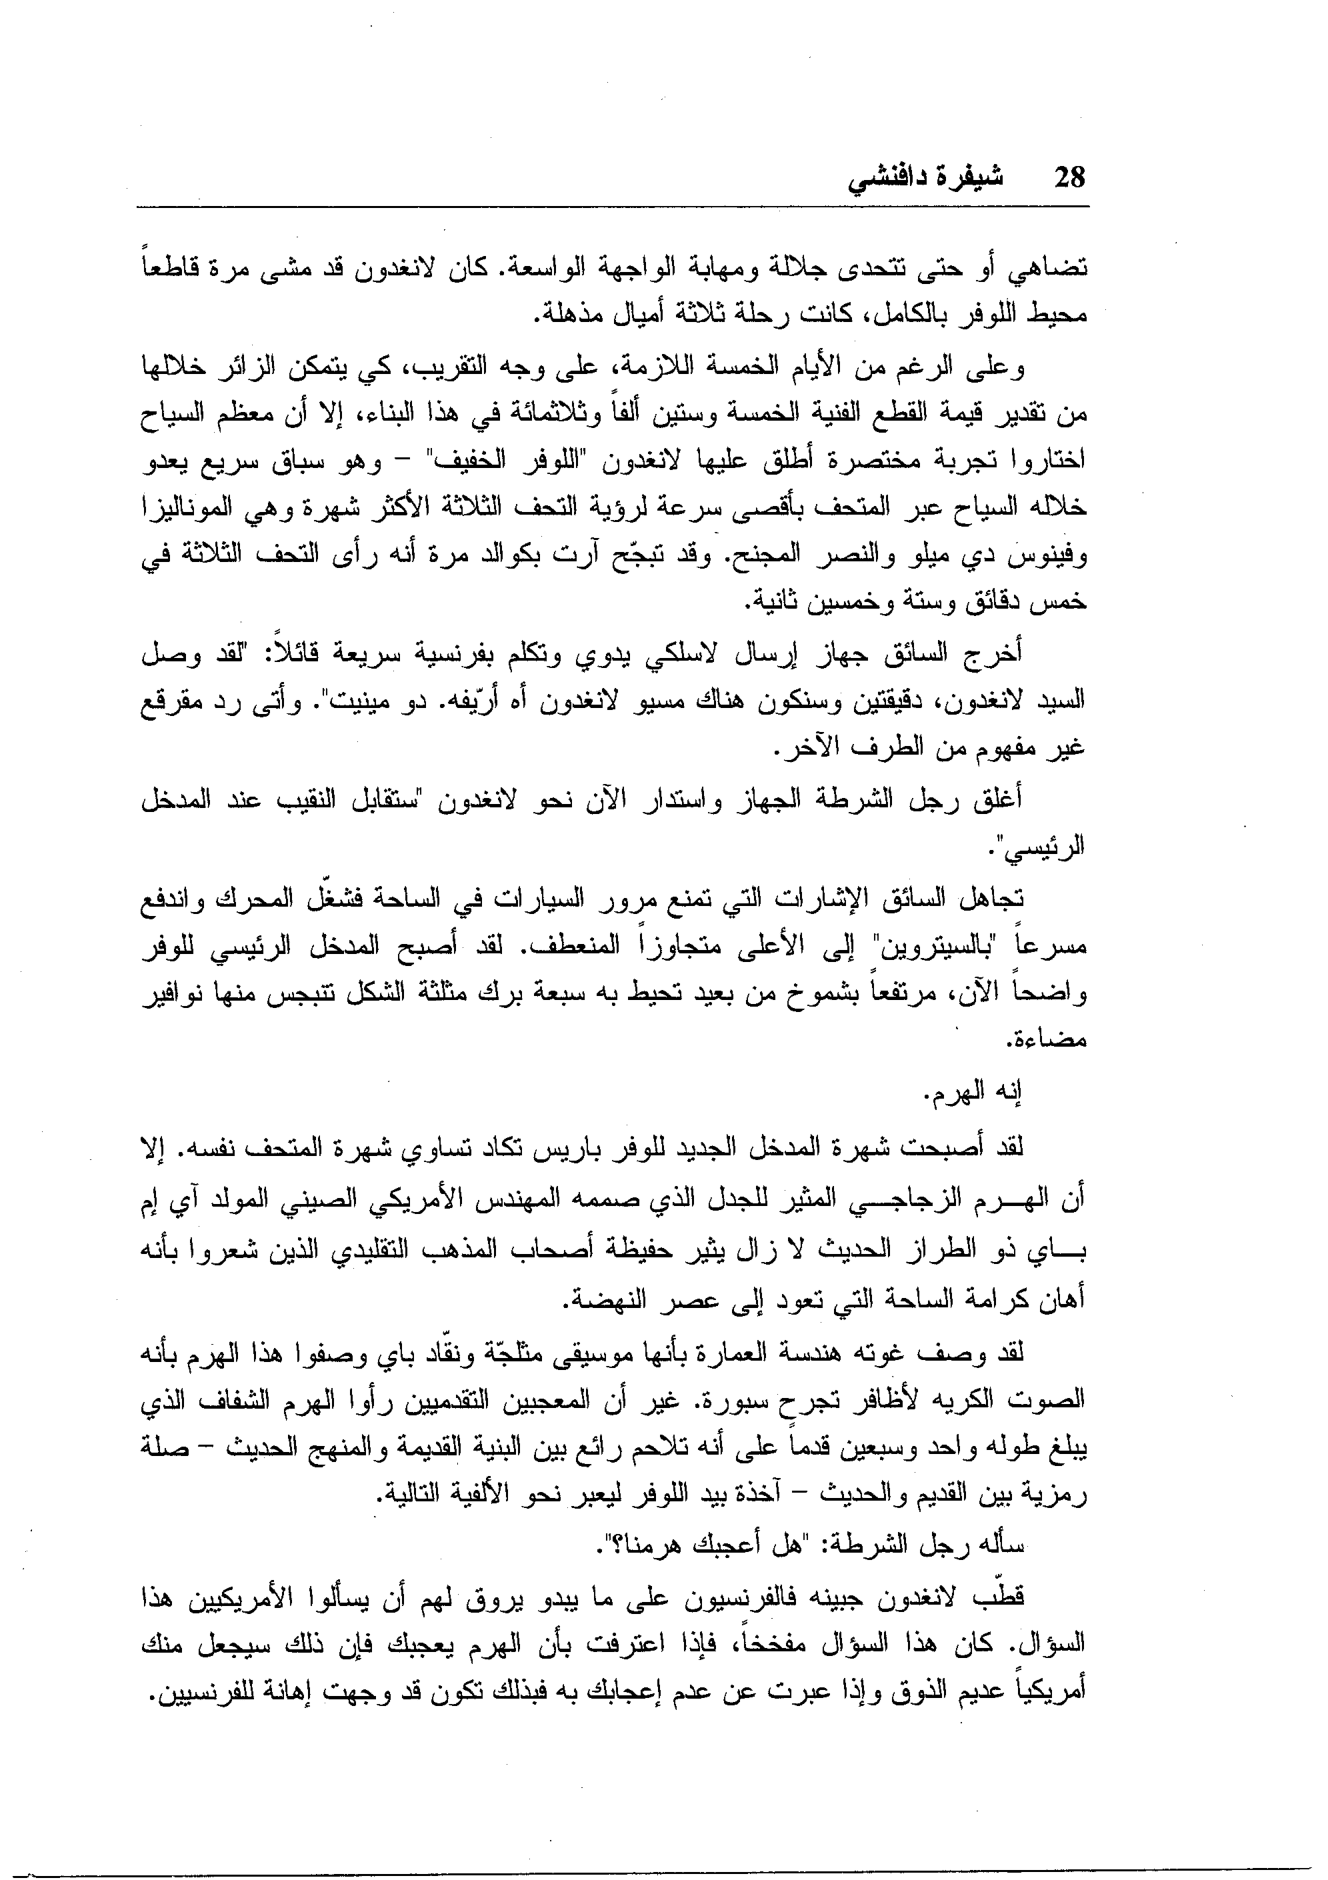 28 شيفرة دافنشي
تضاهي أو حتى تتحدى جلالة ومهابة الواجهة الواسعة. كان لانغدون قد مشى مرة قاطعاً
محيط اللوفر بالكامل، كانت رحلة ثلاثة أميال مذهلة.
وعلى الرغم من الأيام الخمسة اللازمة، على وجه التقريب، كي يتمكن الزائر خلالها
من تقدير قيمة القطع الفنية الخمسة وستين ألفاً وثلاثمائة في هذا البناء، إلا أن معظم السياح
اختاروا تجربة مختصرة أطلق عليها لانغدون "اللوفر الخفيف" – وهو سباق سريع يعدو
خلاله السياح عبر المتحف بأقصى سرعة لرؤية التحف الثلاثة الأكثر شهرة وهي الموناليزا
وفينوس دي ميلو والنصر المجنح. وقد تبجّح آرت بكوالد مرة أنه رأى التحف الثلاثة في
خمس دقائق وستة وخمسين ثانية.
أخرج السائق جهاز إرسال لاسلكي يدوي وتكلم بفرنسية سريعة قائلاً: "لقد وصل
السيد لانغدون، دقيقتين وسنكون هناك مسيو لانغدون أه أرّيفه. دو مينيت". وأتى رد مقرقع
غير مفهوم من الطرف الآخر.
أغلق رجل الشرطة الجهاز واستدار الآن نحو لانغدون "ستقابل النقيب عند المدخل
الرئيسي".
تجاهل السائق الإشارات التي تمنع مرور السيارات في الساحة فشغّل المحرك واندفع
مسرعاً "بالسيتروين" إلى الأعلى متجاوزاً المنعطف. لقد أصبح المدخل الرئيسي للوفر
واضحاً الآن، مرتفعاً بشموخ من بعيد تحيط به سبعة برك مثلثة الشكل تتبجس منها نوافير
مضاءة.
إنه الهرم.
لقد أصبحت شهرة المدخل الجديد للوفر باريس تكاد تساوي شهرة المتحف نفسه. إلا
أن الهـــرم الزجاجـــي المثير للجدل الذي صممه المهندس الأمريكي الصيني المولد آي إم
بـــاي ذو الطراز الحديث لا زال يثير حفيظة أصحاب المذهب التقليدي الذين شعروا بأنه
أهان كرامة الساحة التي تعود إلى عصر النهضة.
لقد وصف غوته هندسة العمارة بأنها موسيقى مثلجّة ونقّاد باي وصفوا هذا الهرم بأنه
الصوت الكريه لأظافر تجرح سبورة. غير أن المعجبين التقدميين رأوا الهرم الشفاف الذي
يبلغ طوله واحد وسبعين قدماً على أنه تلاحم رائع بين البنية القديمة والمنهج الحديث – صلة
رمزية بين القديم والحديث – آخذة بيد اللوفر ليعبر نحو الألفية التالية.
سأله رجل الشرطة: "هل أعجبك هرمنا؟".
قطّب لانغدون جبينه فالفرنسيون على ما يبدو يروق لهم أن يسألوا الأمريكيين هذا
السؤال. كان هذا السؤال مفخخاً، فإذا اعترفت بأن الهرم يعجبك فإن ذلك سيجعل منك
أمريكياً عديم الذوق وإذا عبرت عن عدم إعجابك به فبذلك تكون قد وجهت إهانة للفرنسيين.